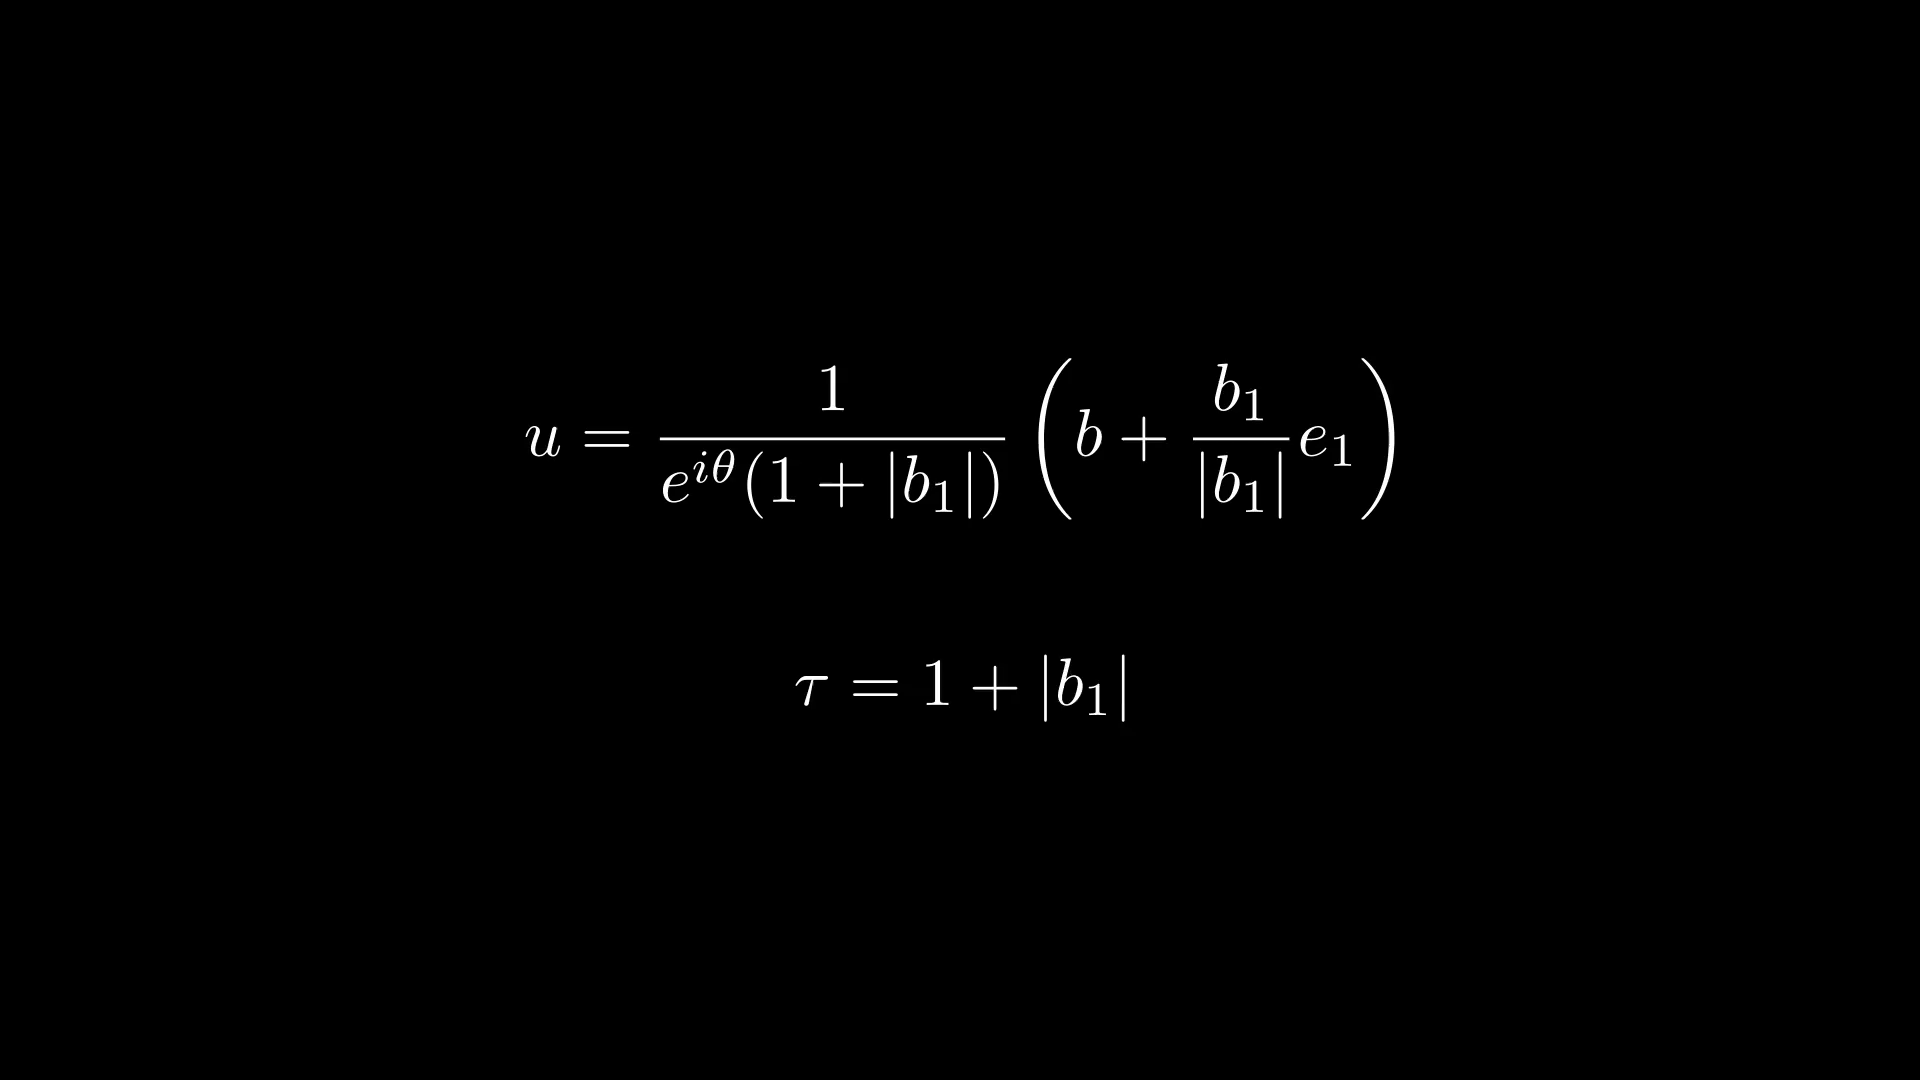 $$u = \frac{1}{e^{i\theta}(1 + |b_1|)} \left( b + \frac{b_1}{|b_1|} e_1 \right)$$
$$\tau = 1 + |b_1|$$